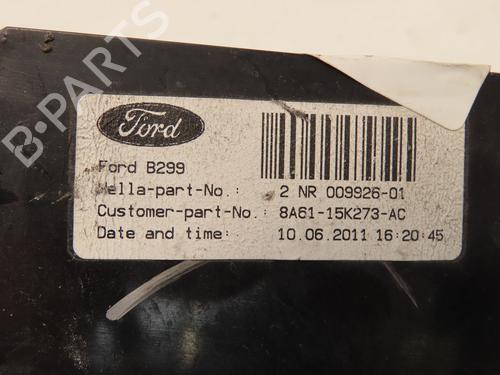 B-PARTS
Ford
Ford B299
Hella-part-No.: 2 NR 009926-01
Customer-part-No.: 8A61-15K273-AC
Date and time: 10.06.2011 16:20:45